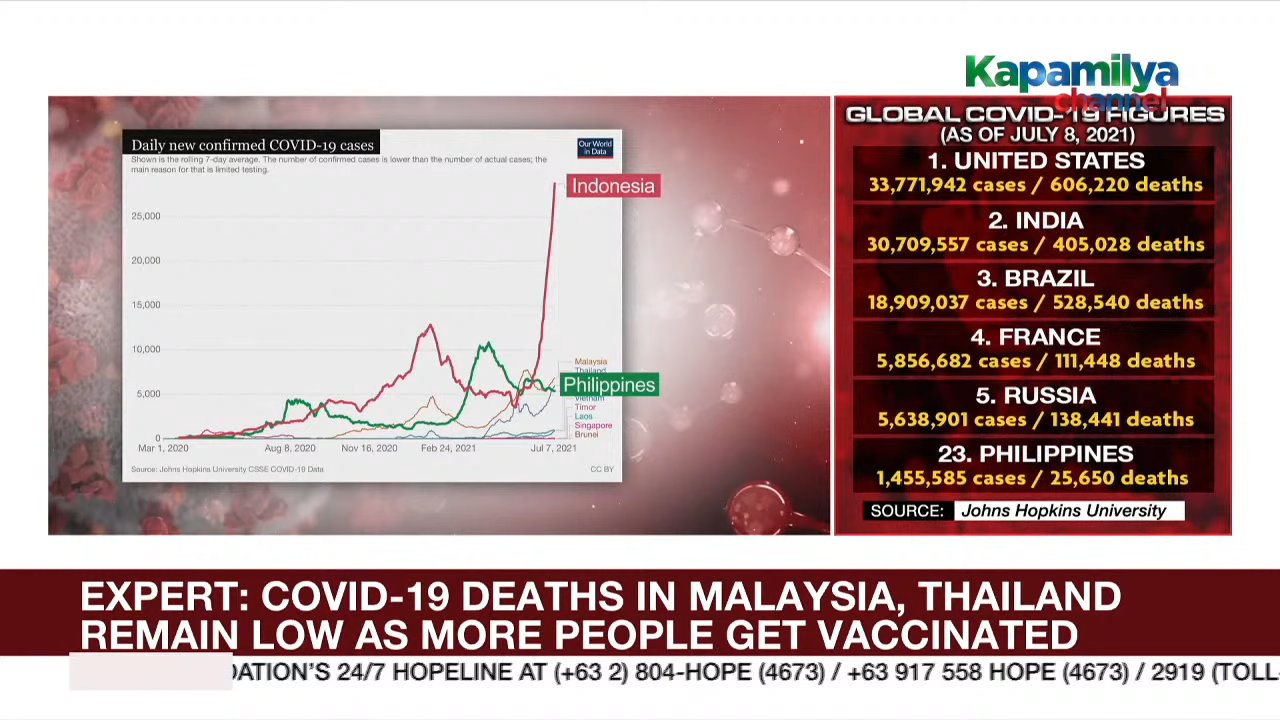 Kapamilya
channel
Daily new confirmed COVID-19 cases
Shown is the rolling 7-day average. The number of confirmed cases is lower than the number of actual cases; the
main reason for that is limited testing.
Our World
in Data
Indonesia
25,000
20,000
15,000
10,000
5,000
0
Malaysia
Thailand
Philippines
Vietnam
Timor
Laos
Singapore
Brunei
Mar 1, 2020
Aug 8, 2020
Nov 16, 2020
Feb 24, 2021
Jul 7, 2021
Source: Johns Hopkins University CSSE COVID-19 Data
CC BY
GLOBAL COVID-19 FIGURES
(AS OF JULY 8, 2021)
1. UNITED STATES
33,771,942 cases / 606,220 deaths
2. INDIA
30,709,557 cases / 405,028 deaths
3. BRAZIL
18,909,037 cases / 528,540 deaths
4. FRANCE
5,856,682 cases / 111,448 deaths
5. RUSSIA
5,638,901 cases / 138,441 deaths
23. PHILIPPINES
1,455,585 cases / 25,650 deaths
SOURCE: Johns Hopkins University
EXPERT: COVID-19 DEATHS IN MALAYSIA, THAILAND
REMAIN LOW AS MORE PEOPLE GET VACCINATED
DATION'S 24/7 HOPELINE AT (+63 2) 804-HOPE (4673) / +63 917 558 HOPE (4673) / 2919 (TOLL-